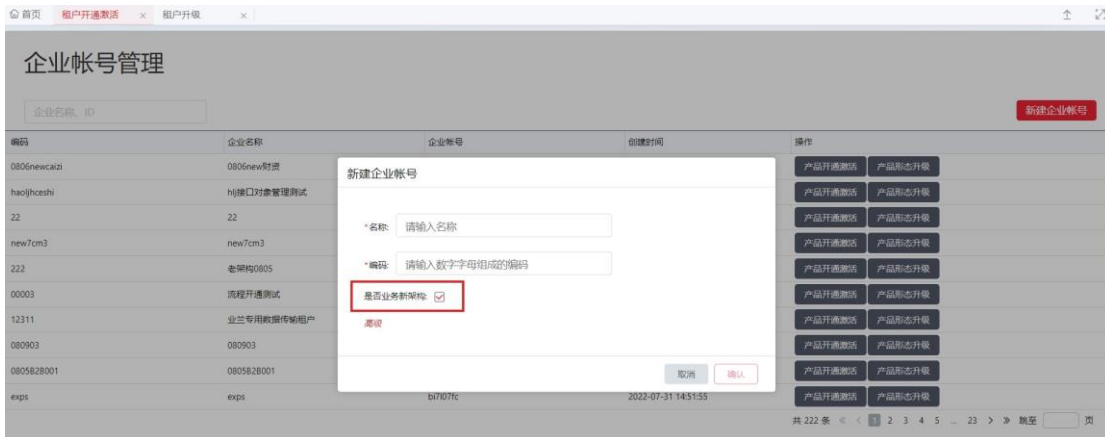 首页 租户开通激活 × 租户升级 ×
企业帐号管理
企业名称、ID
新建企业帐号
编码 企业名称 企业帐号 创建时间 操作
0806newcaizi 0806new财资 产品开通激活 产品形态升级
haoljhceshi hlj接口对象管理测试 产品开通激活 产品形态升级
22 22 产品开通激活 产品形态升级
new7cm3 new7cm3 产品开通激活 产品形态升级
222 老架构0805 产品开通激活 产品形态升级
00003 流程开通测试 产品开通激活 产品形态升级
12311 业兰专用数据传输租户 产品开通激活 产品形态升级
080903 080903 产品开通激活 产品形态升级
0805B2B001 0805B2B001 产品开通激活 产品形态升级
exps exps bi7l07fc 2022-07-31 14:51:55 产品开通激活 产品形态升级
新建企业帐号
*名称: 请输入名称
*编码: 请输入数字字母组成的编码
是否业务新架构:
高级
取消 确认
共 222 条 « < 1 2 3 4 5 ... 23 > » 跳至 页